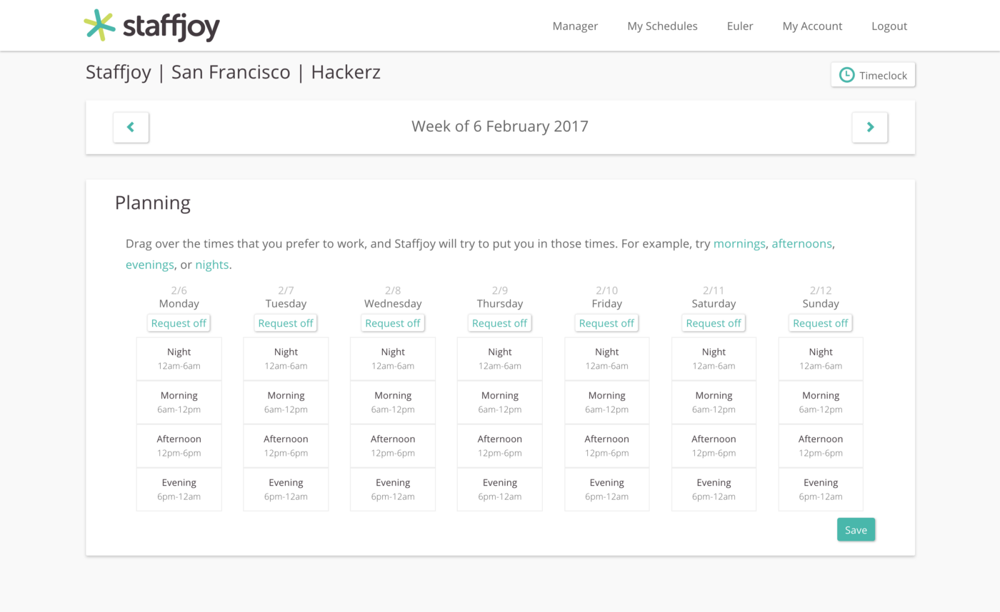 staffjoy
Manager My Schedules Euler My Account Logout
Staffjoy | San Francisco | Hackerz
Timeclock
Week of 6 February 2017
Planning
Drag over the times that you prefer to work, and Staffjoy will try to put you in those times. For example, try mornings, afternoons,
evenings, or nights.
2/6 2/7 2/8 2/9 2/10 2/11 2/12
Monday Tuesday Wednesday Thursday Friday Saturday Sunday
Request off Request off Request off Request off Request off Request off Request off
Night Night Night Night Night Night Night
12am-6am 12am-6am 12am-6am 12am-6am 12am-6am 12am-6am 12am-6am
Morning Morning Morning Morning Morning Morning Morning
6am-12pm 6am-12pm 6am-12pm 6am-12pm 6am-12pm 6am-12pm 6am-12pm
Afternoon Afternoon Afternoon Afternoon Afternoon Afternoon Afternoon
12pm-6pm 12pm-6pm 12pm-6pm 12pm-6pm 12pm-6pm 12pm-6pm 12pm-6pm
Evening Evening Evening Evening Evening Evening Evening
6pm-12am 6pm-12am 6pm-12am 6pm-12am 6pm-12am 6pm-12am 6pm-12am
Save